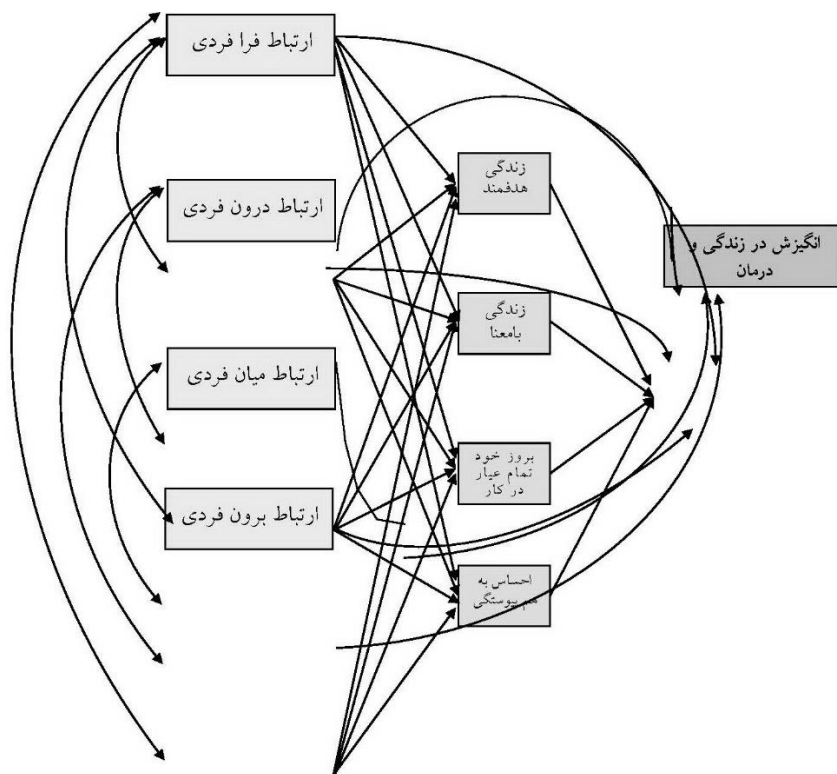 ارتباط فرا فردی
ارتباط درون فردی
ارتباط میان فردی
ارتباط برون فردی
زندگی
هدفمند
زندگی
بامعنا
بروز خود
تمام عیار
در کار
احساس به
هم پیوستگی
انگیزش در زندگی و
درمان